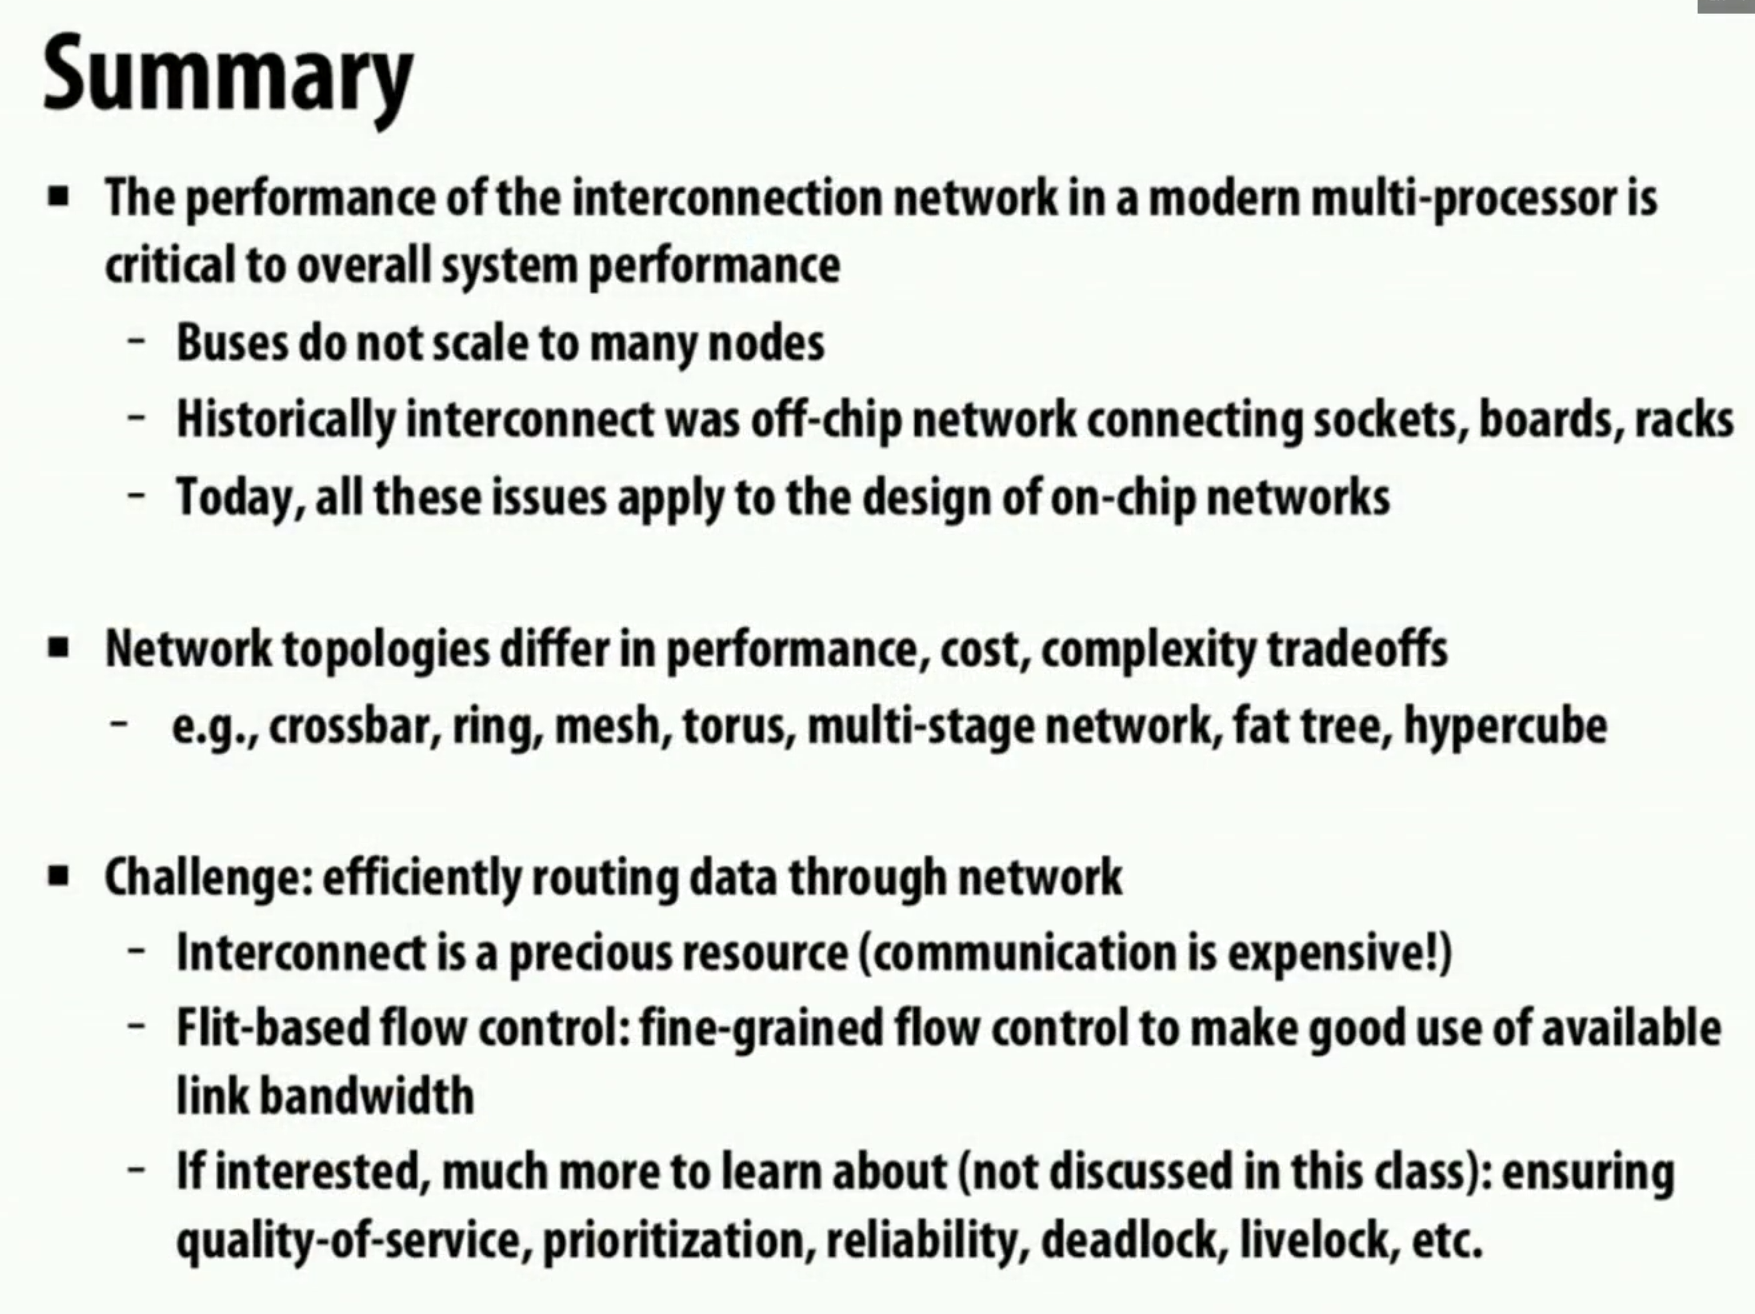 Summary
▪ The performance of the interconnection network in a modern multi-processor is
critical to overall system performance
- Buses do not scale to many nodes
- Historically interconnect was off-chip network connecting sockets, boards, racks
- Today, all these issues apply to the design of on-chip networks
▪ Network topologies differ in performance, cost, complexity tradeoffs
- e.g., crossbar, ring, mesh, torus, multi-stage network, fat tree, hypercube
▪ Challenge: efficiently routing data through network
- Interconnect is a precious resource (communication is expensive!)
- Flit-based flow control: fine-grained flow control to make good use of available
link bandwidth
- If interested, much more to learn about (not discussed in this class): ensuring
quality-of-service, prioritization, reliability, deadlock, livelock, etc.